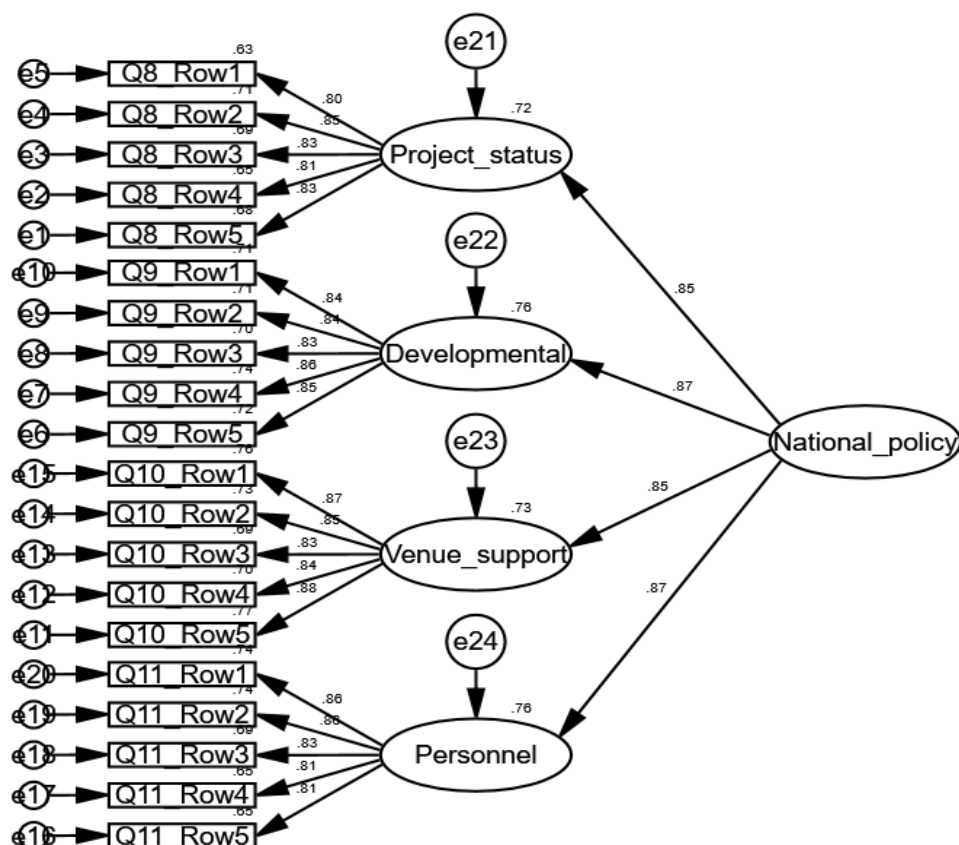 e21
.63
e5 Q8_Row1
.80
.72
.71
e4 Q8_Row2
.85
.69
e3 Q8_Row3
.83
Project_status
.65
e2 Q8_Row4
.81
.68
e1 Q8_Row5
.83
e22
.71
e10 Q9_Row1
.84
.76
.71
e9 Q9_Row2
.84
.70
e8 Q9_Row3
.83
Developmental
.74
e7 Q9_Row4
.86
.72
e6 Q9_Row5
.85
.85
.87
National_policy
.85
.87
e23
.76
e15 Q10_Row1
.87
.73
.73
e14 Q10_Row2
.85
.69
e13 Q10_Row3
.83
Venue_support
.70
e12 Q10_Row4
.84
.77
e11 Q10_Row5
.88
e24
.74
e20 Q11_Row1
.86
.76
.74
e19 Q11_Row2
.86
.69
e18 Q11_Row3
.83
Personnel
.65
e17 Q11_Row4
.81
.65
e16 Q11_Row5
.81